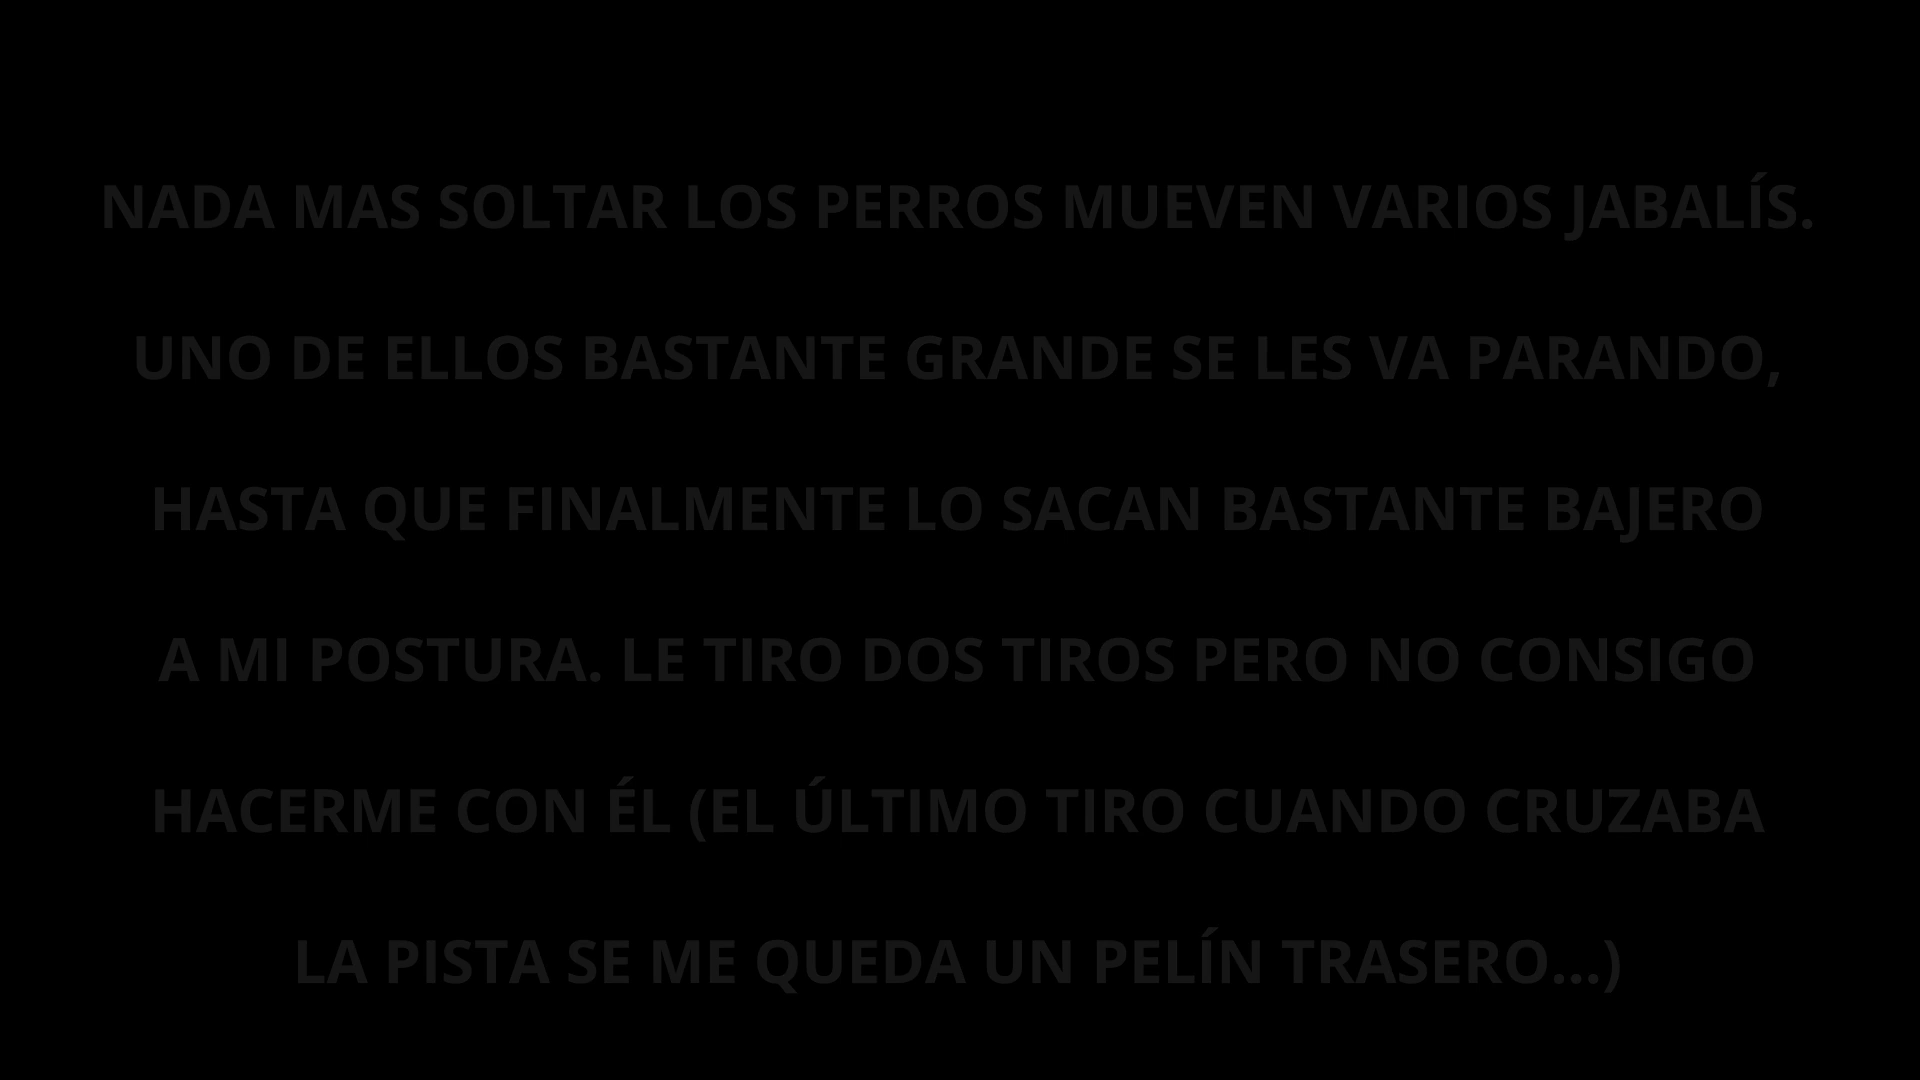 NADA MAS SOLTAR LOS PERROS MUEVEN VARIOS JABALÍS.
UNO DE ELLOS BASTANTE GRANDE SE LES VA PARANDO,
HASTA QUE FINALMENTE LO SACAN BASTANTE BAJERO
A MI POSTURA. LE TIRO DOS TIROS PERO NO CONSIGO
HACERME CON ÉL (EL ÚLTIMO TIRO CUANDO CRUZABA
LA PISTA SE ME QUEDA UN PELÍN TRASERO...)